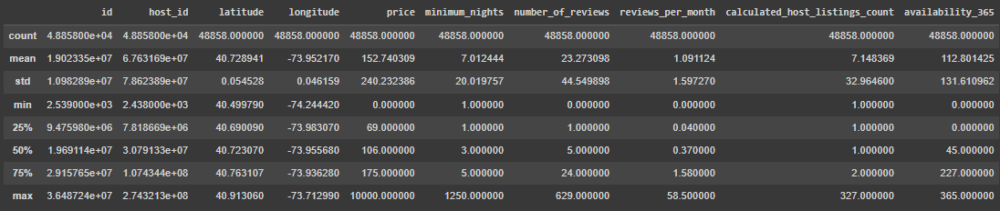 id host_id latitude longitude price minimum_nights number_of_reviews reviews_per_month calculated_host_listings_count availability_365
count 4.885800e+04 4.885800e+04 48858.000000 48858.000000 48858.000000 48858.000000 48858.000000 48858.000000 48858.000000 48858.000000
mean 1.902335e+07 6.763169e+07 40.728941 -73.952170 152.740309 7.012444 23.273098 1.091124 7.148369 112.801425
std 1.098289e+07 7.862389e+07 0.054528 0.046159 240.232386 20.019757 44.549898 1.597270 32.964600 131.610962
min 2.539000e+03 2.438000e+03 40.499790 -74.244420 0.000000 1.000000 0.000000 0.000000 1.000000 0.000000
25% 9.475980e+06 7.818669e+06 40.690090 -73.983070 69.000000 1.000000 1.000000 0.040000 1.000000 0.000000
50% 1.969114e+07 3.079133e+07 40.723070 -73.955680 106.000000 3.000000 5.000000 0.370000 1.000000 45.000000
75% 2.915765e+07 1.074344e+08 40.763107 -73.936280 175.000000 5.000000 24.000000 1.580000 2.000000 227.000000
max 3.648724e+07 2.743213e+08 40.913060 -73.712990 10000.000000 1250.000000 629.000000 58.500000 327.000000 365.000000